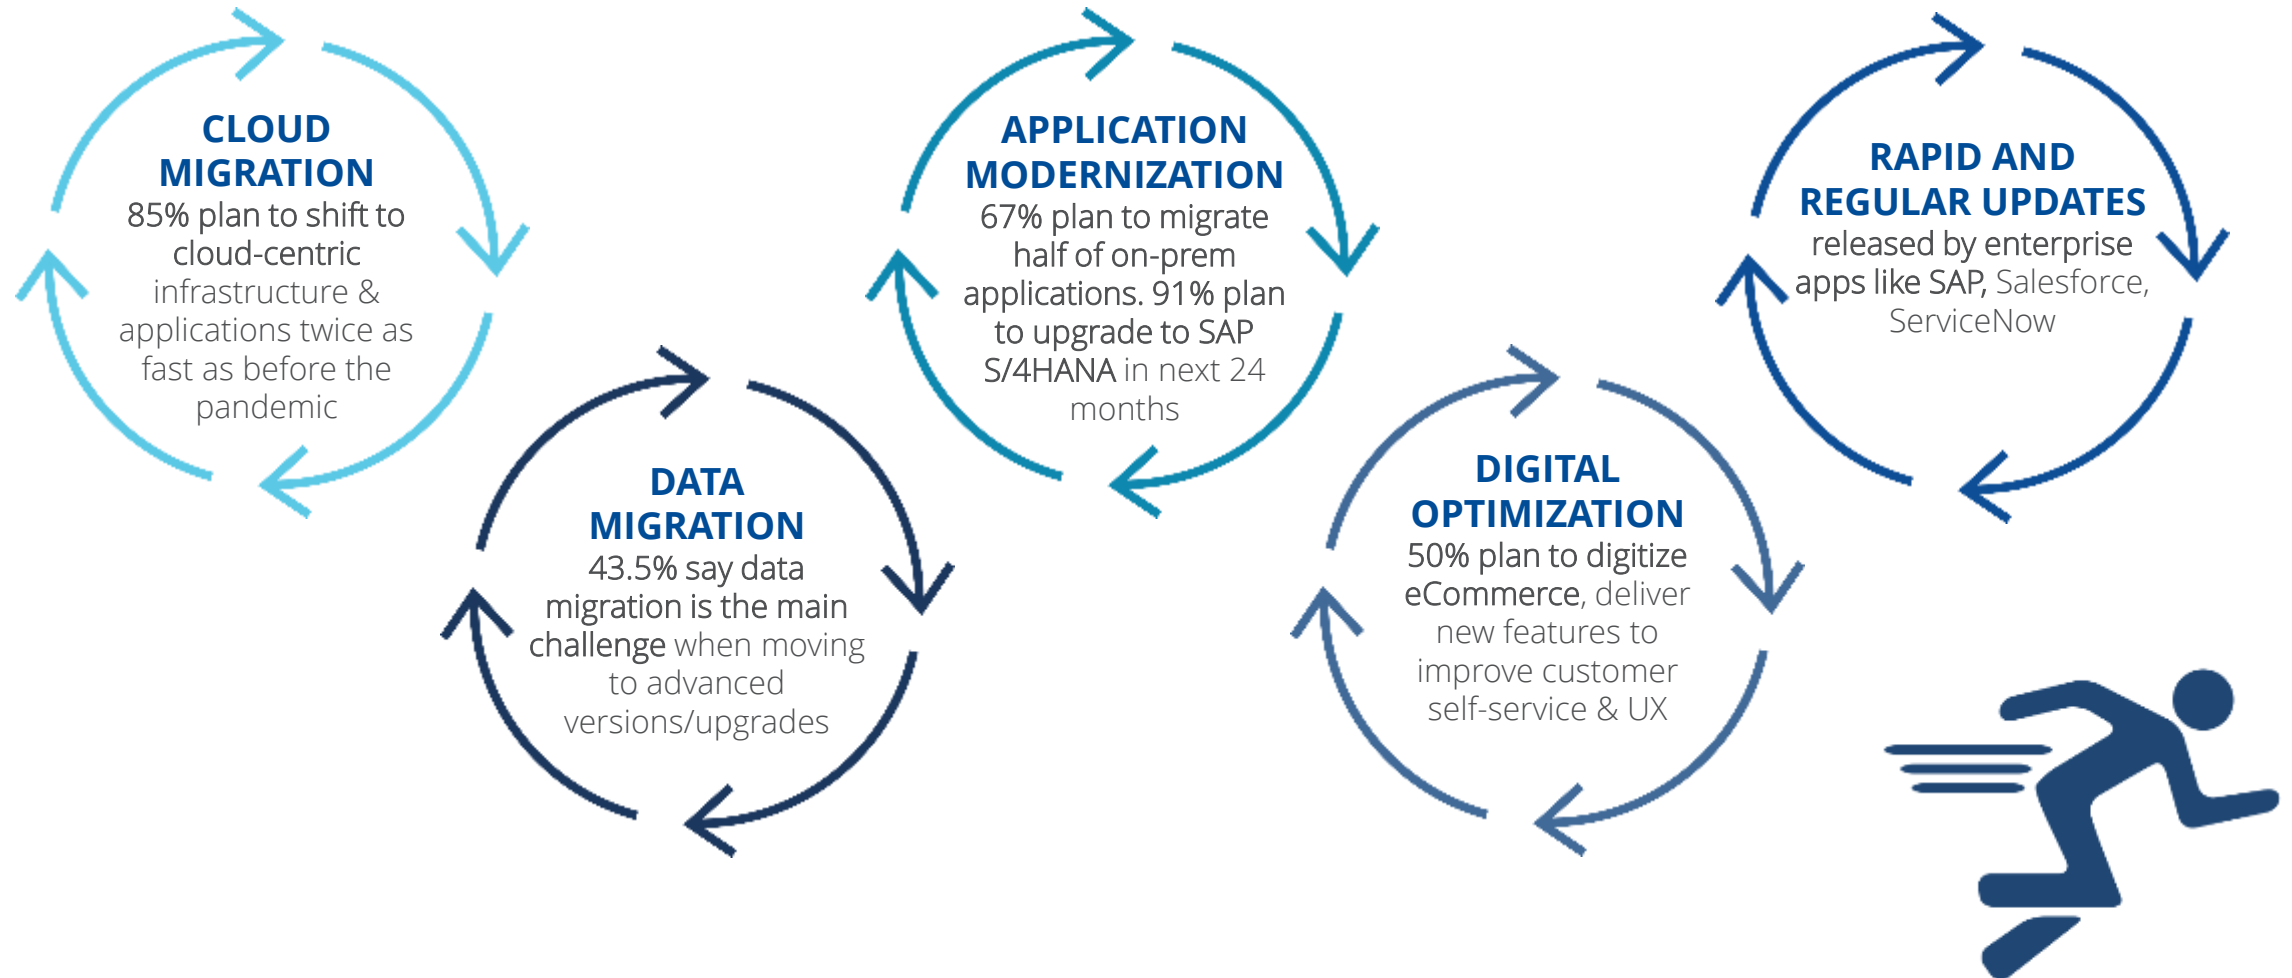 CLOUD
MIGRATION
85% plan to shift to
cloud-centric
infrastructure &
applications twice as
fast as before the
pandemic
DATA
MIGRATION
43.5% say data
migration is the main
challenge when moving
to advanced
versions/upgrades
APPLICATION
MODERNIZATION
67% plan to migrate
half of on-prem
applications. 91% plan
to upgrade to SAP
S/4HANA in next 24
months
DIGITAL
OPTIMIZATION
50% plan to digitize
eCommerce, deliver
new features to
improve customer
self-service & UX
RAPID AND
REGULAR UPDATES
released by enterprise
apps like SAP, Salesforce,
ServiceNow